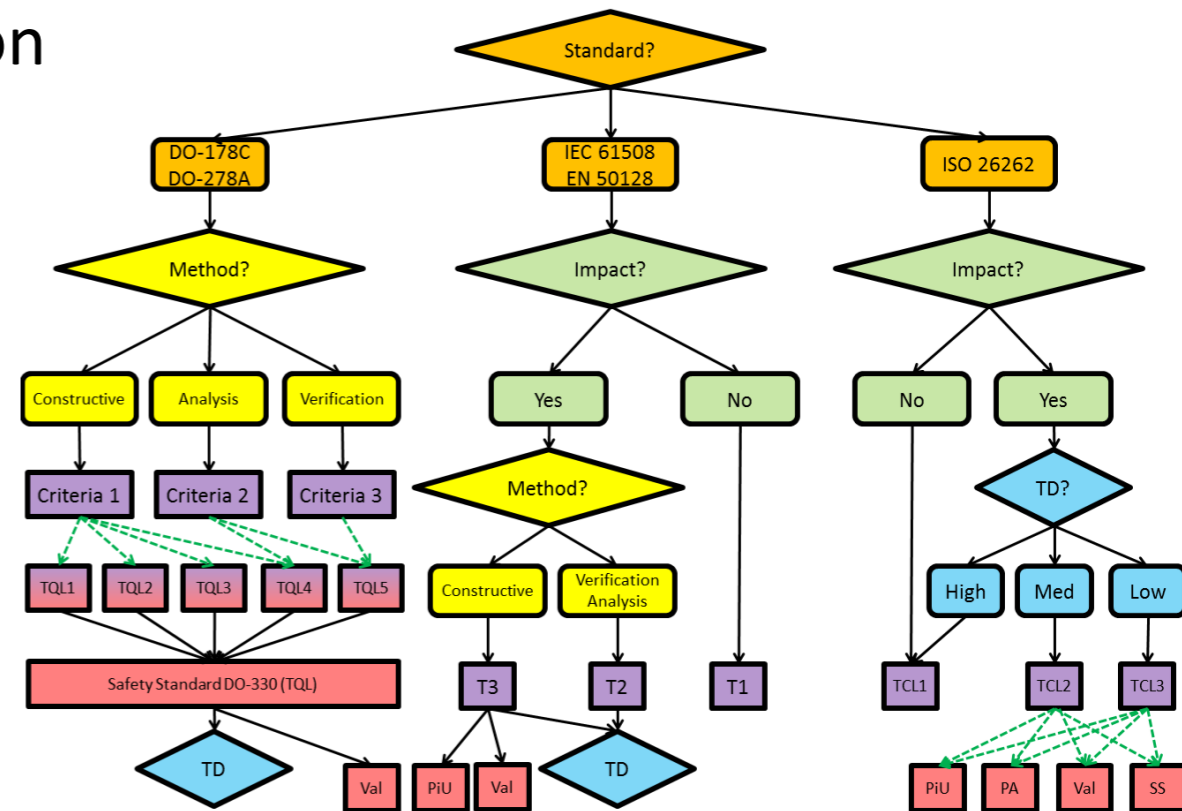 on
Standard?
DO-178C
DO-278A
IEC 61508
EN 50128
ISO 26262
Method?
Impact?
Impact?
Constructive
Analysis
Verification
Yes
No
No
Yes
Criteria 1
Criteria 2
Criteria 3
Method?
TD?
TQL1
TQL2
TQL3
TQL4
TQL5
Constructive
Verification
Analysis
High
Med
Low
Safety Standard DO-330 (TQL)
T3
T2
T1
TCL1
TCL2
TCL3
TD
Val
PiU
Val
TD
PiU
PA
Val
SS